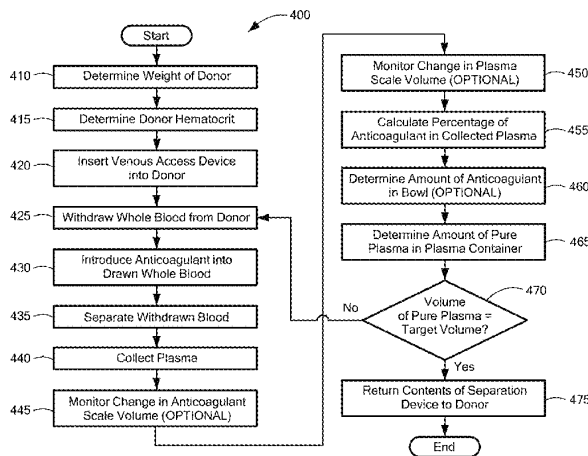 400
Start
410
Determine Weight of Donor
415
Determine Donor Hematocrit
420
Insert Venous Access Device
into Donor
425
Withdraw Whole Blood from Donor
430
Introduce Anticoagulant into
Drawn Whole Blood
435
Separate Withdrawn Blood
440
Collect Plasma
445
Monitor Change in Anticoagulant
Scale Volume (OPTIONAL)
Monitor Change in Plasma
Scale Volume (OPTIONAL)
450
Calculate Percentage of
Anticoagulant in Collected Plasma
455
Determine Amount of Anticoagulant
in Bowl (OPTIONAL)
460
Determine Amount of Pure
Plasma in Plasma Container
465
470
Volume
of Pure Plasma =
Target Volume?
No
Yes
Return Contents of Separation
Device to Donor
475
End